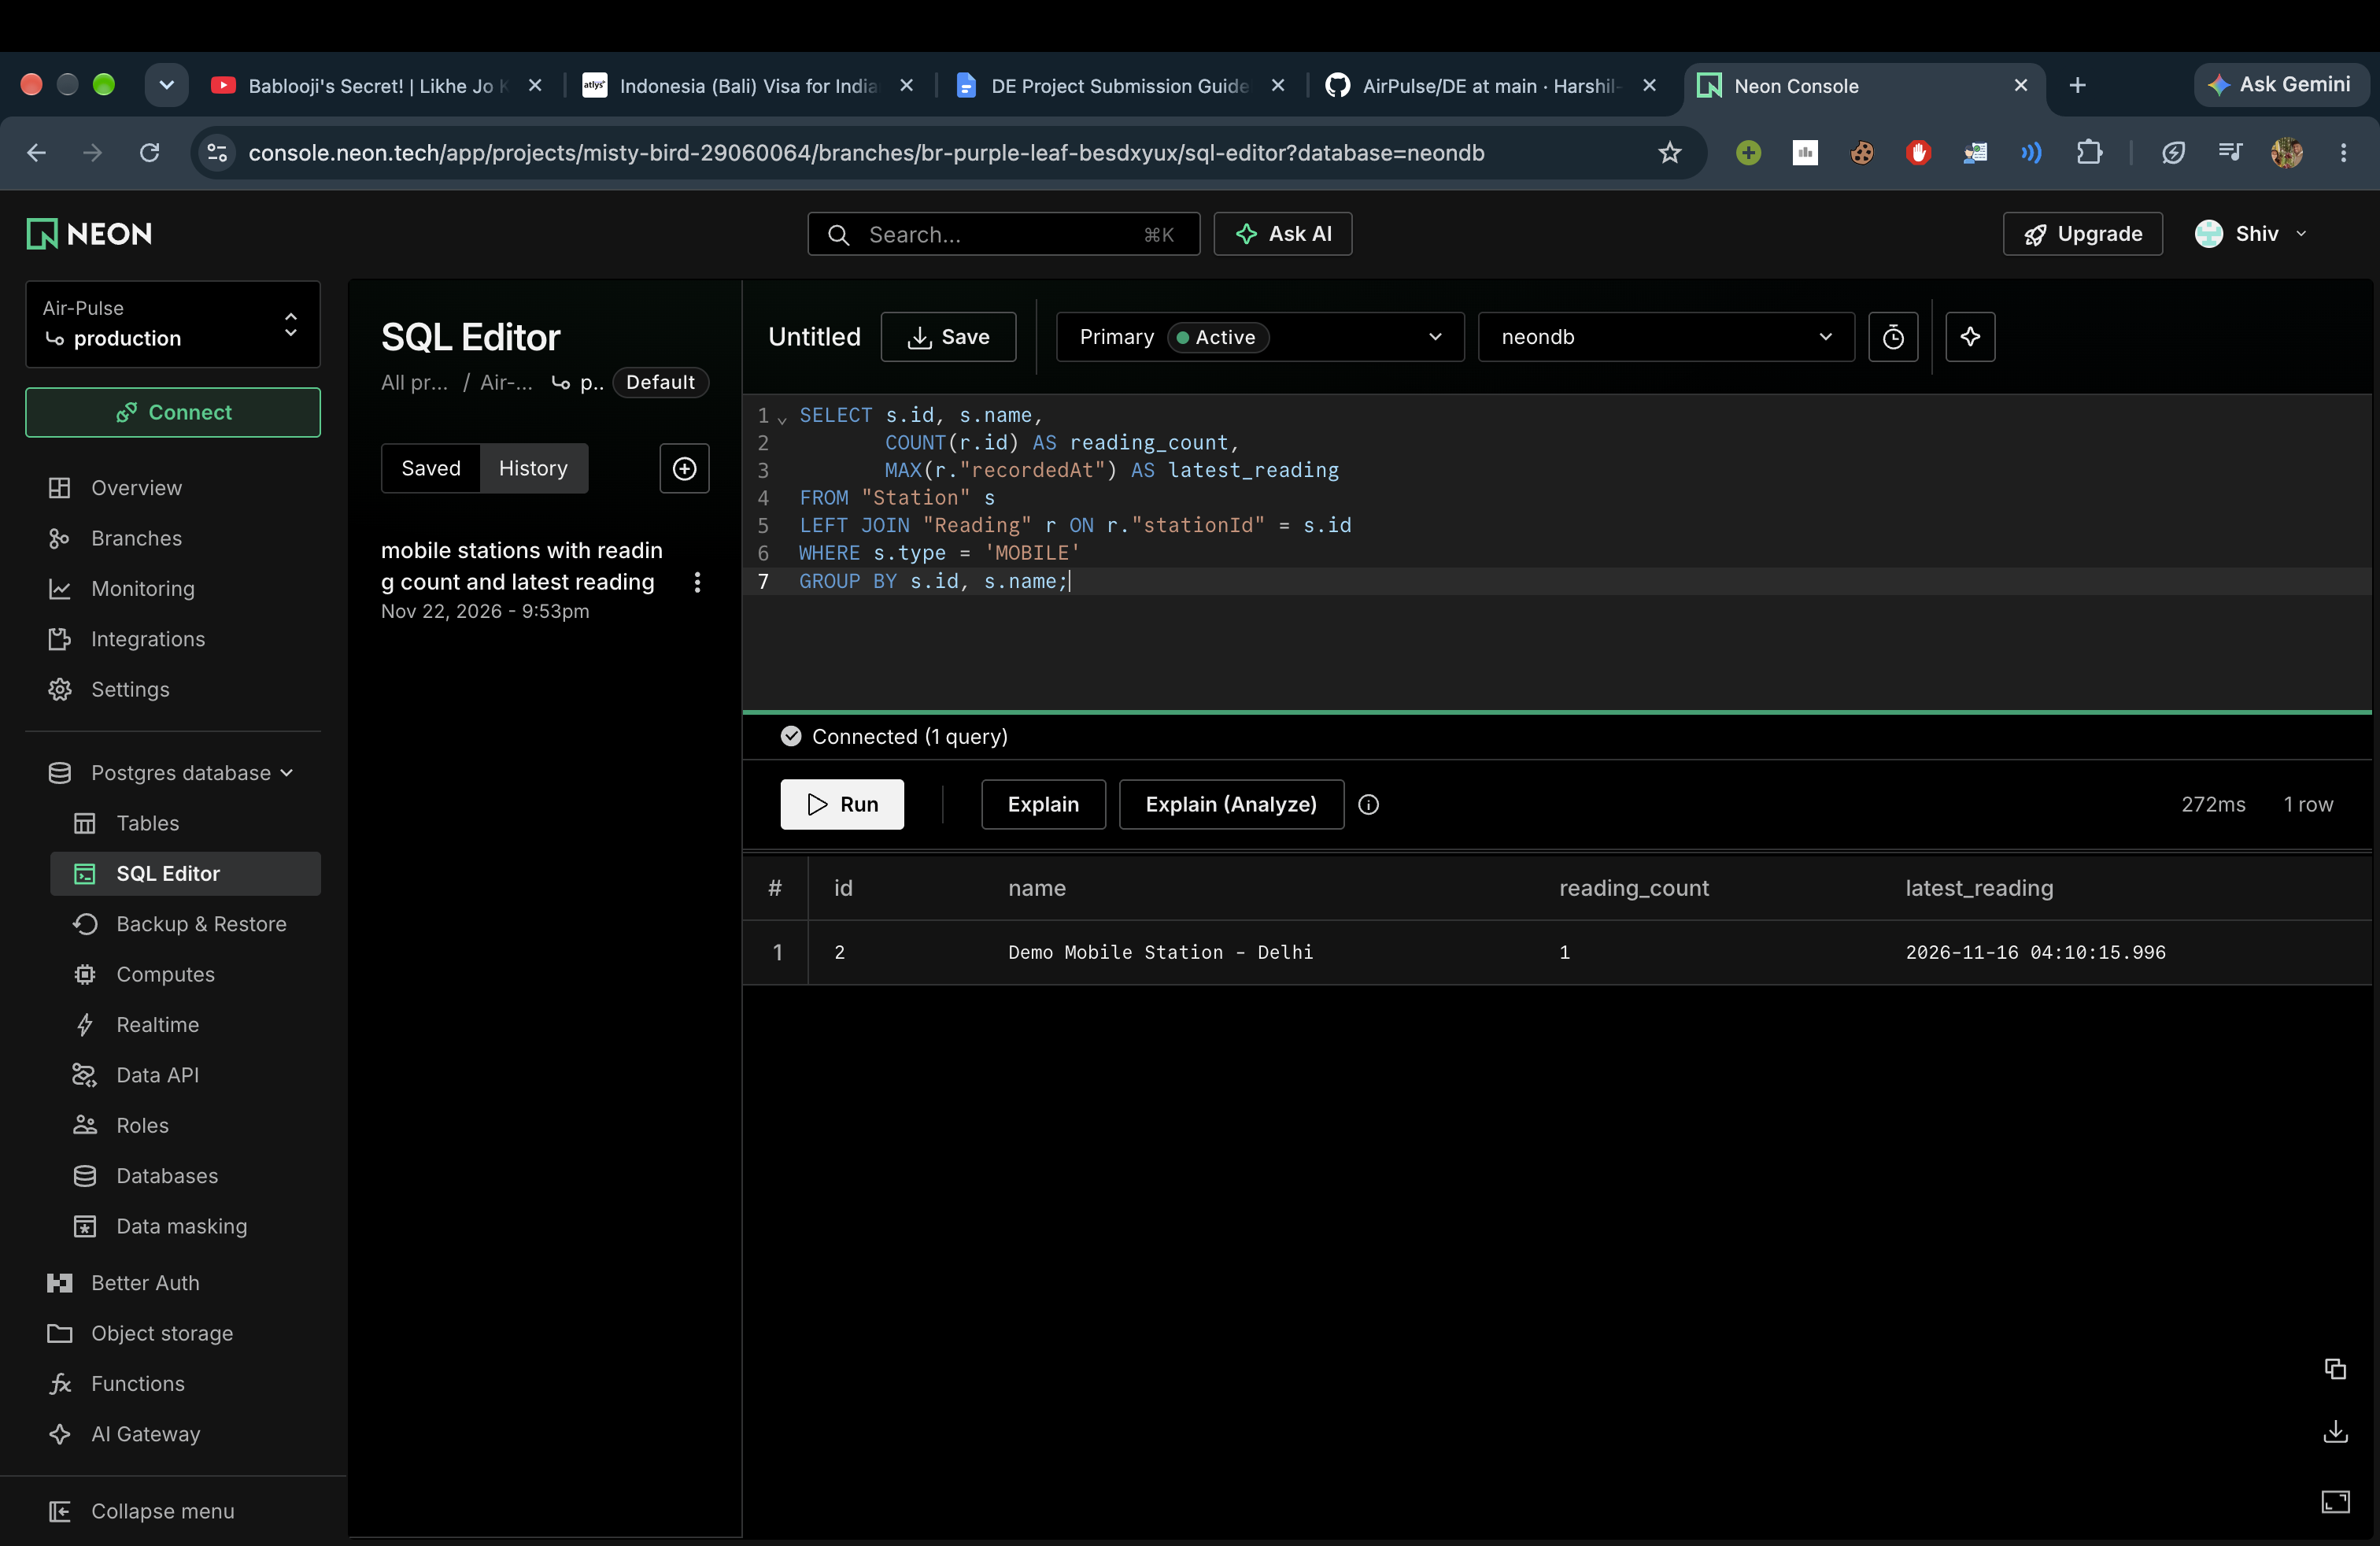 Bablooji's Secret! | Likhe Jo K
Indonesia (Bali) Visa for India
DE Project Submission Guide
AirPulse/DE at main · Harshil-
Neon Console
Ask Gemini
console.neon.tech/app/projects/misty-bird-29060064/branches/br-purple-leaf-besdxyux/sql-editor?database=neondb
NEON
Search...
⌘K
Ask AI
Upgrade
Shiv
Air-Pulse
production
Connect
Overview
Branches
Monitoring
Integrations
Settings
Postgres database
Tables
SQL Editor
Backup & Restore
Computes
Realtime
Data API
Roles
Databases
Data masking
Better Auth
Object storage
Functions
AI Gateway
Collapse menu
SQL Editor
All pr... / Air-... p.. Default
Saved
History
mobile stations with readin
g count and latest reading
Nov 22, 2026 - 9:53pm
Untitled
Save
Primary
Active
neondb
1 SELECT s.id, s.name,
2 COUNT(r.id) AS reading_count,
3 MAX(r."recordedAt") AS latest_reading
4 FROM "Station" s
5 LEFT JOIN "Reading" r ON r."stationId" = s.id
6 WHERE s.type = 'MOBILE'
7 GROUP BY s.id, s.name;
Connected (1 query)
Run
Explain
Explain (Analyze)
272ms
1 row
# id name reading_count latest_reading
1 2 Demo Mobile Station - Delhi 1 2026-11-16 04:10:15.996